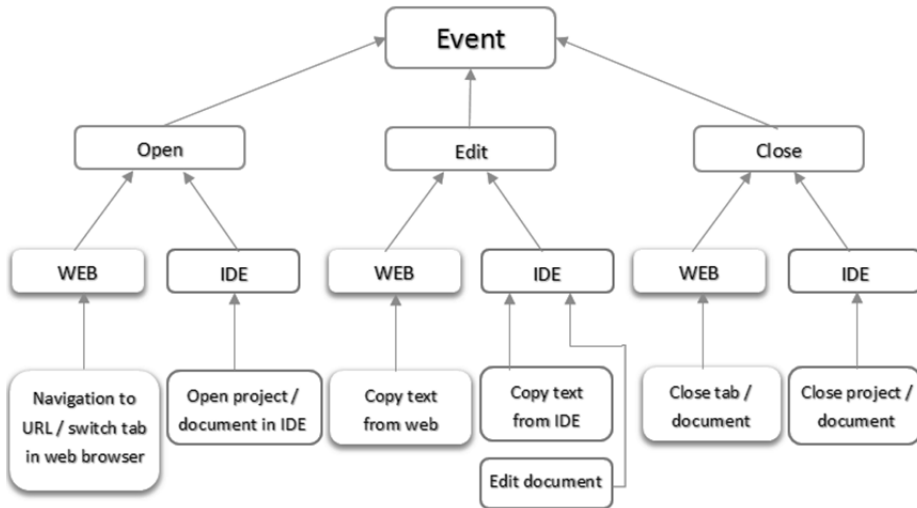 Event
Open
Edit
Close
WEB
IDE
WEB
IDE
WEB
IDE
Navigation to
URL / switch tab
in web browser
Open project /
document in IDE
Copy text
from web
Copy text
from IDE
Close tab /
document
Close project /
document
Edit document